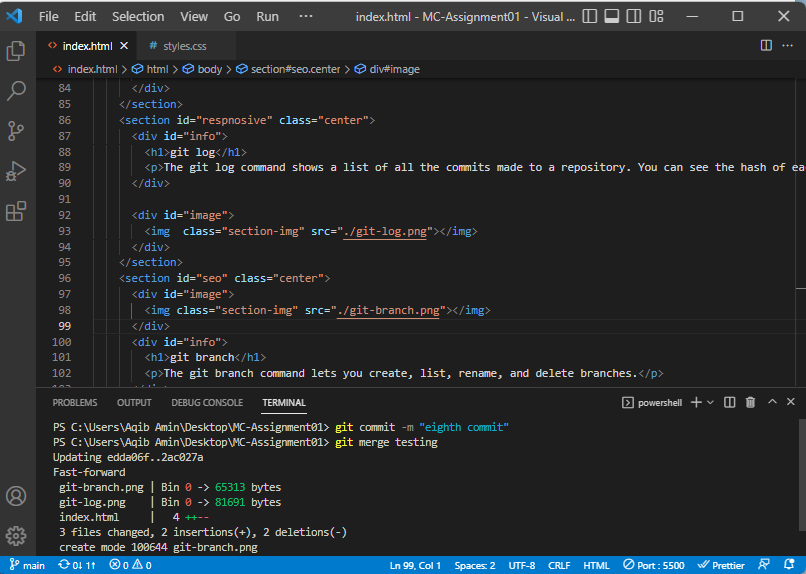 File Edit Selection View Go Run ··· index.html - MC-Assignment01 - Visual ...
index.html # styles.css
index.html > html > body > section#seo.center > div#image
84 </div>
85 </section>
86 <section id="respnosive" class="center">
87 <div id="info">
88 <h1>git log</h1>
89 <p>The git log command shows a list of all the commits made to a repository. You can see the hash of ea
90 </div>
91
92 <div id="image">
93 <img  class="section-img" src="./git-log.png"></img>
94 </div>
95 </section>
96 <section id="seo" class="center">
97 <div id="image">
98 <img class="section-img" src="./git-branch.png"></img>
99 </div>
100 <div id="info">
101 <h1>git branch</h1>
102 <p>The git branch command lets you create, list, rename, and delete branches.</p>
PROBLEMS OUTPUT DEBUG CONSOLE TERMINAL powershell
PS C:\Users\Aqib Amin\Desktop\MC-Assignment01> git commit -m "eighth commit"
PS C:\Users\Aqib Amin\Desktop\MC-Assignment01> git merge testing
Updating edda06f..2ac027a
Fast-forward
git-branch.png | Bin 0 -> 65313 bytes
git-log.png | Bin 0 -> 81691 bytes
index.html | 4 ++--
3 files changed, 2 insertions(+), 2 deletions(-)
create mode 100644 git-branch.png
main 0↓ 1↑ 0 0 Ln 99, Col 1 Spaces: 2 UTF-8 CRLF HTML Port : 5500 Prettier